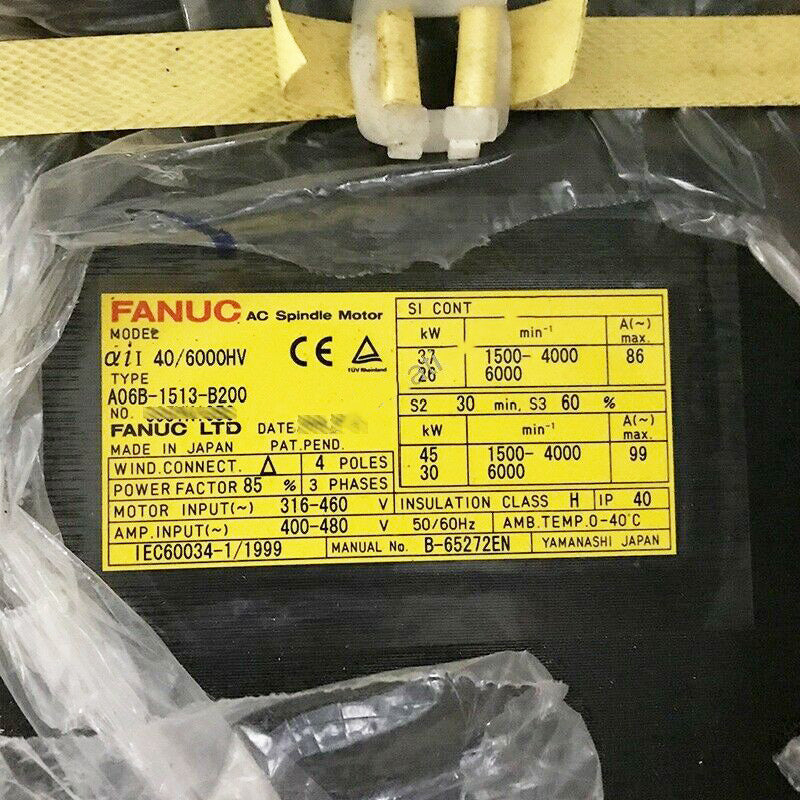 FANUC AC Spindle Motor
MODEL
αiI 40/6000HV
TYPE
A06B-1513-B200
NO.
FANUC LTD DATE
MADE IN JAPAN PAT.PEND.
CE TÜV Rheinland
WIND.CONNECT. Δ 4 POLES
POWER FACTOR 85 % 3 PHASES
SI CONT
kW min⁻¹ A(~) max.
37 1500-4000 86
26 6000
S2 30 min, S3 60 %
kW min⁻¹ A(~) max.
45 1500-4000 99
30 6000
MOTOR INPUT(~) 316-460 V INSULATION CLASS H IP 40
AMP.INPUT(~) 400-480 V 50/60Hz AMB.TEMP.0-40°C
IEC60034-1/1999 MANUAL No. B-65272EN YAMANASHI JAPAN